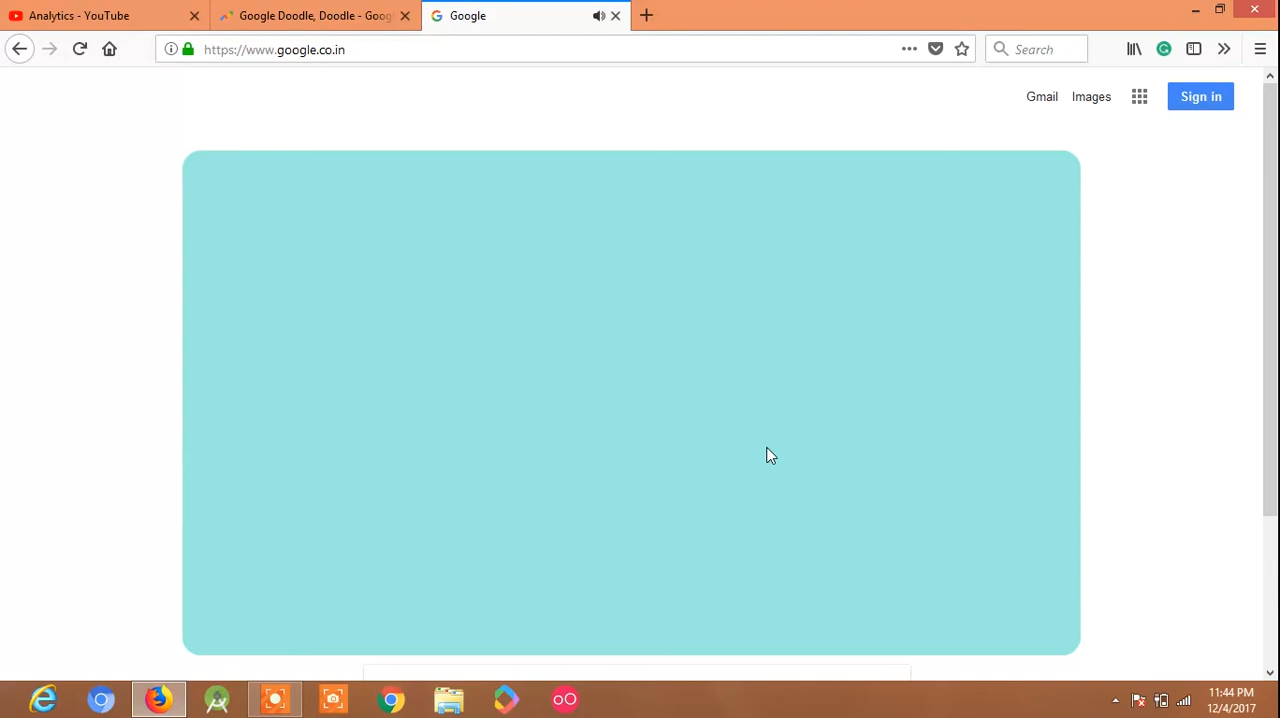 Analytics - YouTube
Google Doodle, Doodle - Goog
Google
https://www.google.co.in
Search
Gmail
Images
Sign in
11:44 PM
12/4/2017